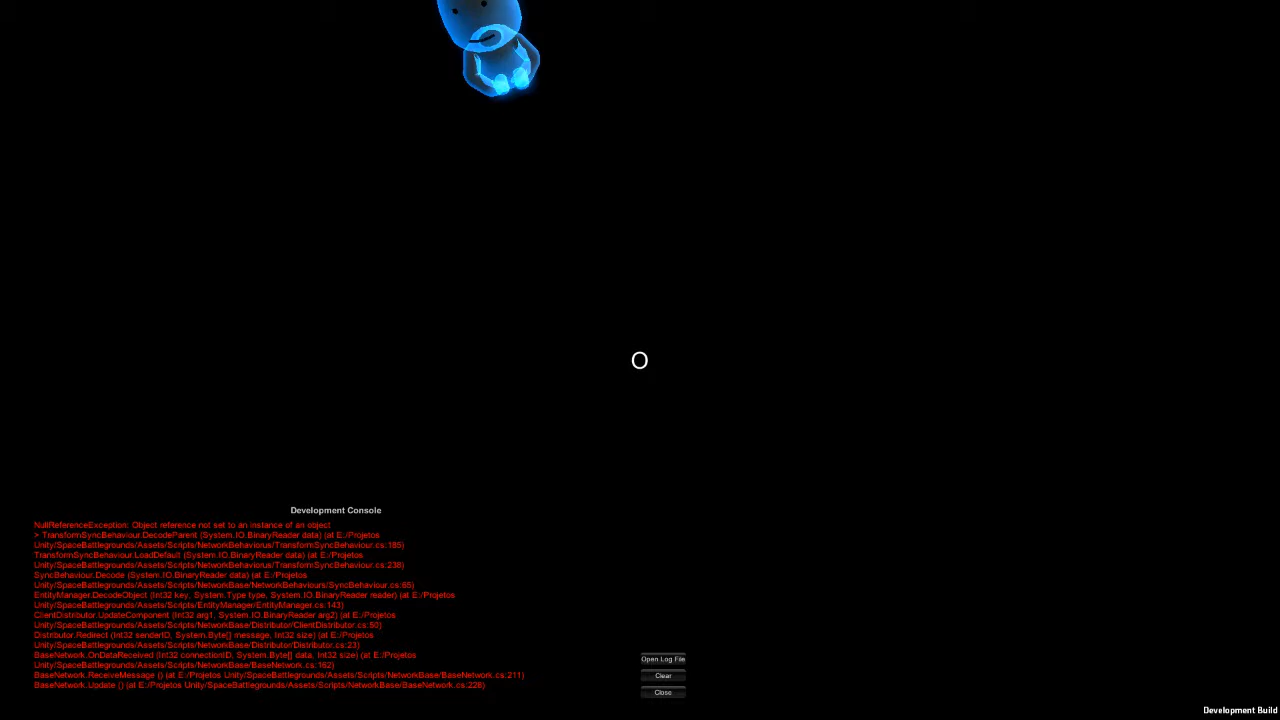 O
Development Console
NullReferenceException: Object reference not set to an instance of an object
> TransformSyncBehaviour.DecodeParent (System.IO.BinaryReader data) (at E:/Projetos
Unity/SpaceBattlegrounds/Assets/Scripts/NetworkBehaviorus/TransformSyncBehaviour.cs:185)
TransformSyncBehaviour.LoadDefault (System.IO.BinaryReader data) (at E:/Projetos
Unity/SpaceBattlegrounds/Assets/Scripts/NetworkBehaviorus/TransformSyncBehaviour.cs:238)
SyncBehaviour.Decode (System.IO.BinaryReader data) (at E:/Projetos
Unity/SpaceBattlegrounds/Assets/Scripts/NetworkBase/NetworkBehaviours/SyncBehaviour.cs:65)
EntityManager.DecodeObject (Int32 key, System.Type type, System.IO.BinaryReader reader) (at E:/Projetos
Unity/SpaceBattlegrounds/Assets/Scripts/EntityManager/EntityManager.cs:143)
ClientDistributor.UpdateComponent (Int32 arg1, System.IO.BinaryReader arg2) (at E:/Projetos
Unity/SpaceBattlegrounds/Assets/Scripts/NetworkBase/Distributor/ClientDistributor.cs:50)
Distributor.Redirect (Int32 senderID, System.Byte[] message, Int32 size) (at E:/Projetos
Unity/SpaceBattlegrounds/Assets/Scripts/NetworkBase/Distributor/Distributor.cs:23)
BaseNetwork.OnDataReceived (Int32 connectionID, System.Byte[] data, Int32 size) (at E:/Projetos
Unity/SpaceBattlegrounds/Assets/Scripts/NetworkBase/BaseNetwork.cs:162)
BaseNetwork.ReceiveMessage () (at E:/Projetos Unity/SpaceBattlegrounds/Assets/Scripts/NetworkBase/BaseNetwork.cs:211)
BaseNetwork.Update () (at E:/Projetos Unity/SpaceBattlegrounds/Assets/Scripts/NetworkBase/BaseNetwork.cs:228)
Open Log File
Clear
Close
Development Build